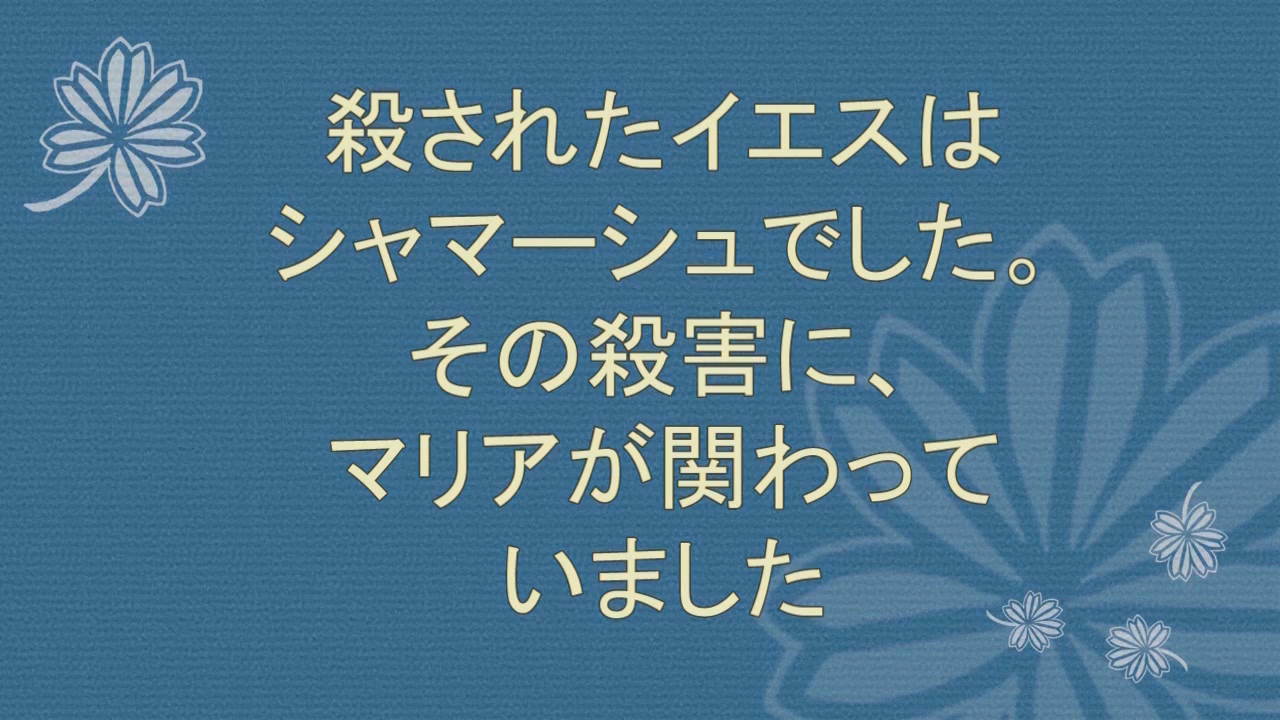 殺されたイエスは
シャマーシュでした。
その殺害に、
マリアが関わって
いました